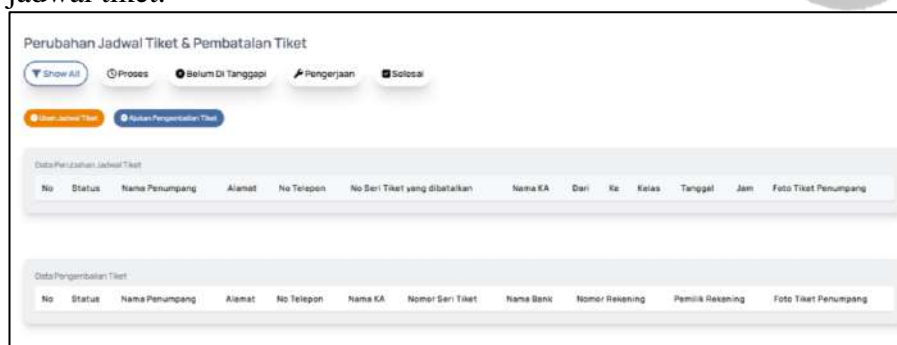 jadwal tiket.
Perubahan Jadwal Tiket & Pembatalan Tiket
Show All Proses Belum Di Tanggapi Pengerjaan Selesai
Ubah Jadwal Tiket Ajukan Pengembalian Tiket
Data Perubahan Jadwal Tiket
No Status Nama Penumpang Alamat No Telepon No Seri Tiket yang dibatalkan Nama KA Dari Ke Kelas Tanggal Jam Foto Tiket Penumpang
Data Pengembalian Tiket
No Status Nama Penumpang Alamat No Telepon Nama KA Nomor Seri Tiket Nama Bank Nomor Rekening Pemilik Rekening Foto Tiket Penumpang